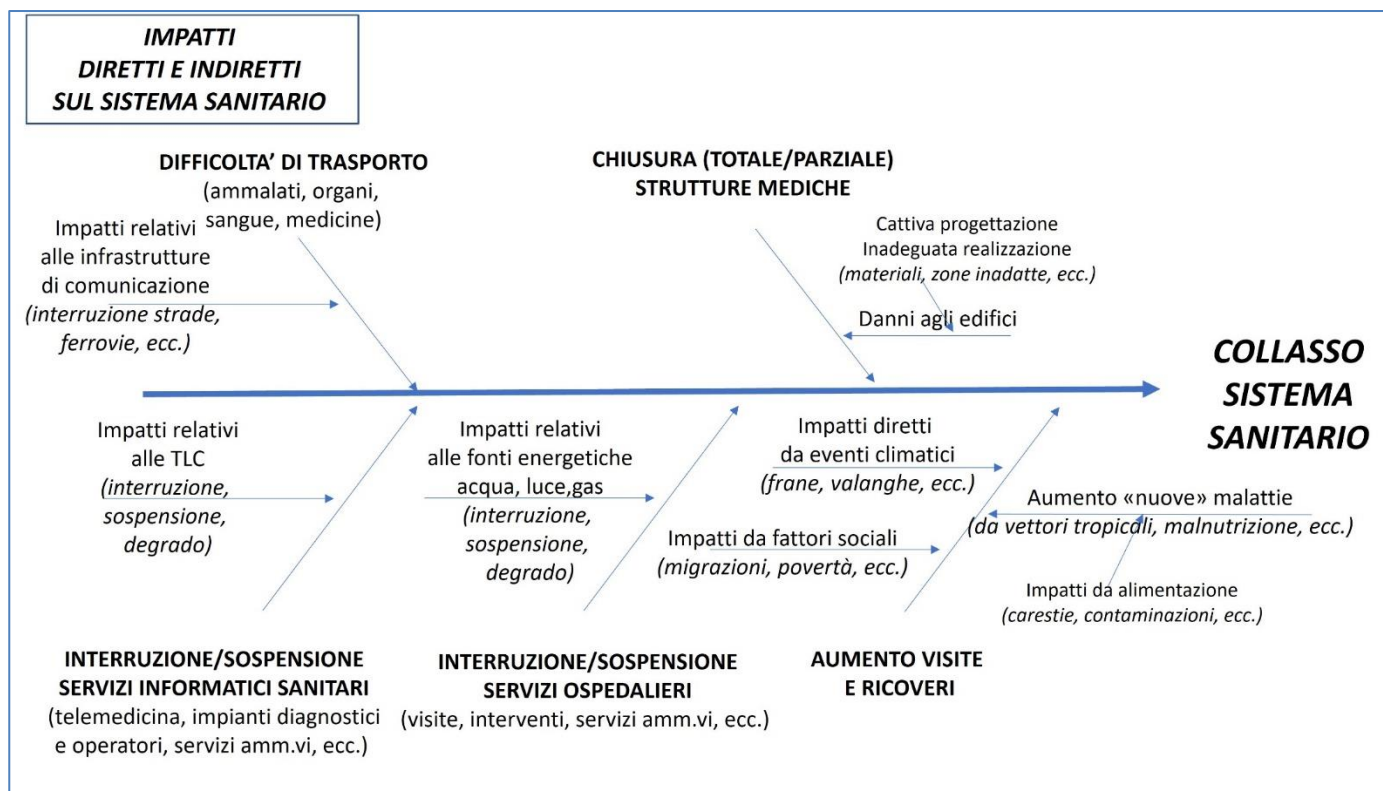 IMPATTI
DIRETTI E INDIRETTI
SUL SISTEMA SANITARIO
DIFFICOLTA’ DI TRASPORTO
(ammalati, organi,
sangue, medicine)
CHIUSURA (TOTALE/PARZIALE)
STRUTTURE MEDICHE
Impatti relativi
alle infrastrutture
di comunicazione
(interruzione strade,
ferrovie, ecc.)
Cattiva progettazione
Inadeguata realizzazione
(materiali, zone inadatte, ecc.)
Danni agli edifici
COLLASSO
SISTEMA
SANITARIO
Impatti relativi
alle TLC
(interruzione,
sospensione,
degrado)
Impatti relativi
alle fonti energetiche
acqua, luce,gas
(interruzione,
sospensione,
degrado)
Impatti diretti
da eventi climatici
(frane, valanghe, ecc.)
Impatti da fattori sociali
(migrazioni, povertà, ecc.)
Aumento «nuove» malattie
(da vettori tropicali, malnutrizione, ecc.)
Impatti da alimentazione
(carestie, contaminazioni, ecc.)
INTERRUZIONE/SOSPENSIONE
SERVIZI INFORMATICI SANITARI
(telemedicina, impianti diagnostici
e operatori, servizi amm.vi, ecc.)
INTERRUZIONE/SOSPENSIONE
SERVIZI OSPEDALIERI
(visite, interventi, servizi amm.vi, ecc.)
AUMENTO VISITE
E RICOVERI